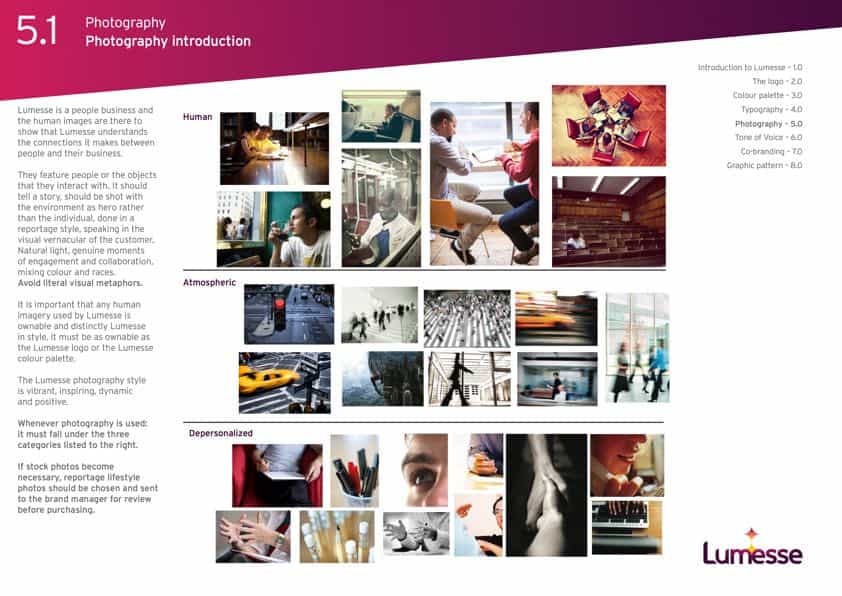 5.1
Photography
Photography introduction
Introduction to Lumesse – 1.0
The logo – 2.0
Colour palette – 3.0
Typography – 4.0
Photography – 5.0
Tone of Voice – 6.0
Co-branding – 7.0
Graphic pattern – 8.0
Lumesse is a people business and
the human images are there to
show that Lumesse understands
the connections it makes between
people and their business.
They feature people or the objects
that they interact with. It should
tell a story, should be shot with
the environment as hero rather
than the individual, done in a
reportage style, speaking in the
visual vernacular of the customer.
Natural light, genuine moments
of engagement and collaboration,
mixing colour and races.
Avoid literal visual metaphors.
It is important that any human
imagery used by Lumesse is
ownable and distinctly Lumesse
in style, it must be as ownable as
the Lumesse logo or the Lumesse
colour palette.
The Lumesse photography style
is vibrant, inspiring, dynamic
and positive.
Whenever photography is used:
it must fall under the three
categories listed to the right.
If stock photos become
necessary, reportage lifestyle
photos should be chosen and sent
to the brand manager for review
before purchasing.
Human
Atmospheric
Depersonalized
Lumesse